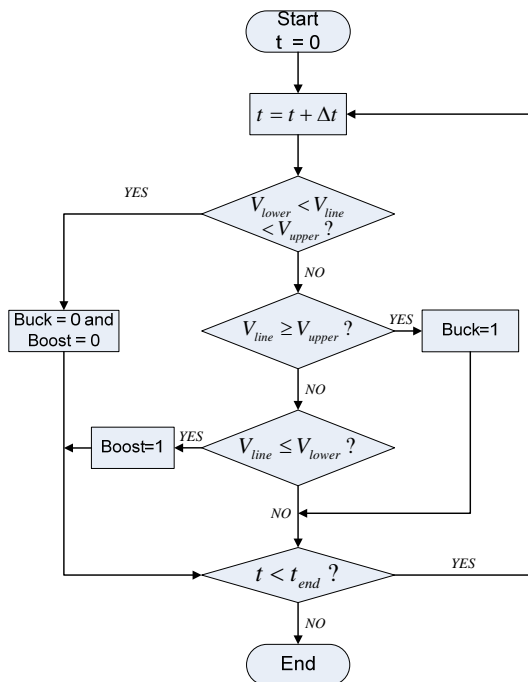 Start
t = 0
t = t + Δt
YES
V_lower < V_line
< V_upper ?
NO
Buck = 0 and
Boost = 0
V_line ≥ V_upper ?
YES
Buck=1
NO
Boost=1
YES
V_line ≤ V_lower ?
NO
t < t_end ?
YES
NO
End